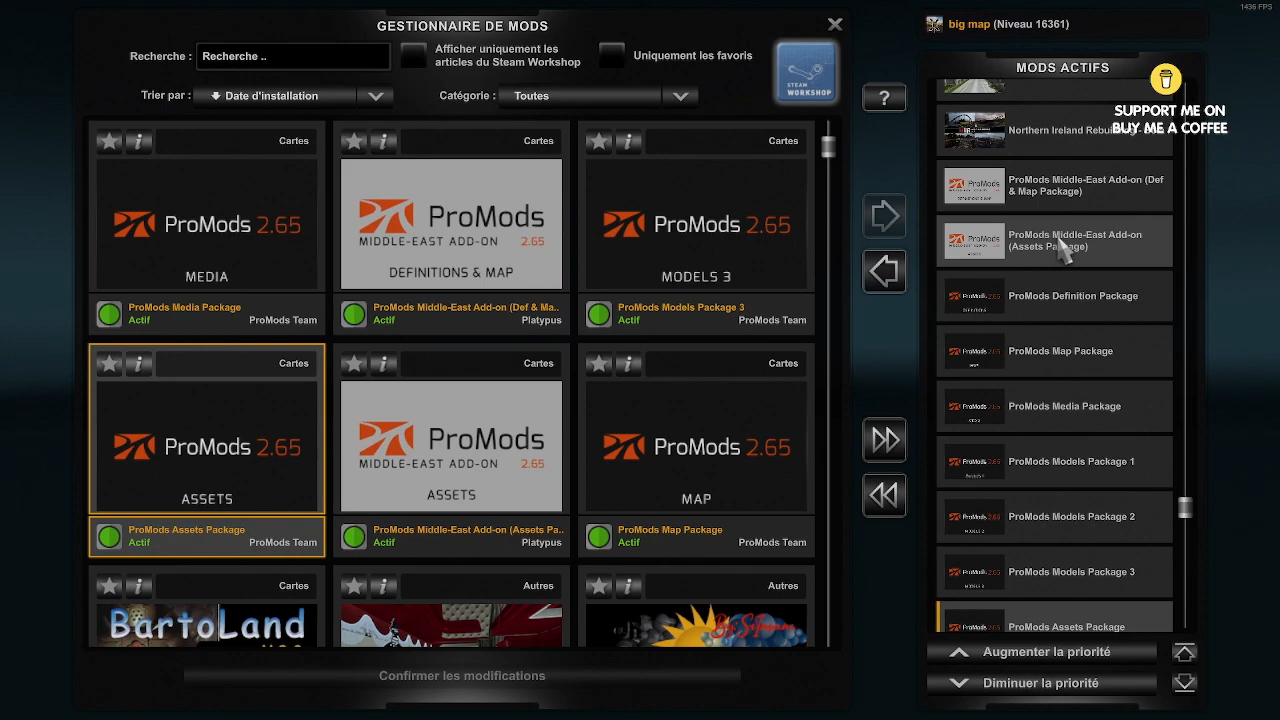 1436 FPS
GESTIONNAIRE DE MODS
Recherche :
Recherche ..
Afficher uniquement les
articles du Steam Workshop
Uniquement les favoris
STEAM
WORKSHOP
Trier par :
Date d'installation
Catégorie :
Toutes
Cartes
ProMods 2.65
MEDIA
ProMods Media Package
Actif
ProMods Team
Cartes
ProMods
MIDDLE-EAST ADD-ON 2.65
DEFINITIONS & MAP
ProMods Middle-East Add-on (Def & Ma..
Actif
Platypus
Cartes
ProMods 2.65
MODELS 3
ProMods Models Package 3
Actif
ProMods Team
Cartes
ProMods 2.65
ASSETS
ProMods Assets Package
Actif
ProMods Team
Cartes
ProMods
MIDDLE-EAST ADD-ON 2.65
ASSETS
ProMods Middle-East Add-on (Assets Pa..
Actif
Platypus
Cartes
ProMods 2.65
MAP
ProMods Map Package
Actif
ProMods Team
Cartes
BartoLand
Autres
Autres
Confirmer les modifications
?
big map (Niveau 16361)
MODS ACTIFS
SUPPORT ME ON
BUY ME A COFFEE
Northern Ireland
ProMods Middle-East Add-on (Def
& Map Package)
ProMods Middle-East Add-on
(Assets Package)
ProMods Definition Package
ProMods Map Package
ProMods Media Package
ProMods Models Package 1
ProMods Models Package 2
ProMods Models Package 3
ProMods Assets Package
Augmenter la priorité
Diminuer la priorité